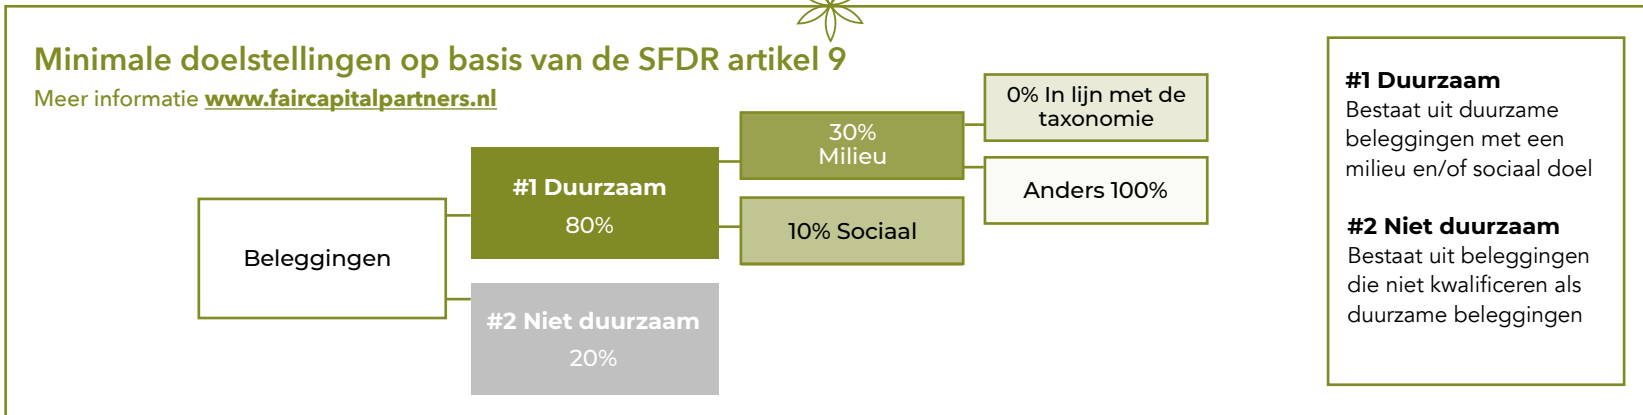 Minimale doelstellingen op basis van de SFDR artikel 9
Meer informatie www.faircapitalpartners.nl
Beleggingen
#1 Duurzaam
80%
#2 Niet duurzaam
20%
30%
Milieu
10% Sociaal
0% In lijn met de
taxonomie
Anders 100%
#1 Duurzaam
Bestaat uit duurzame
beleggingen met een
milieu en/of sociaal doel
#2 Niet duurzaam
Bestaat uit beleggingen
die niet kwalificeren als
duurzame beleggingen